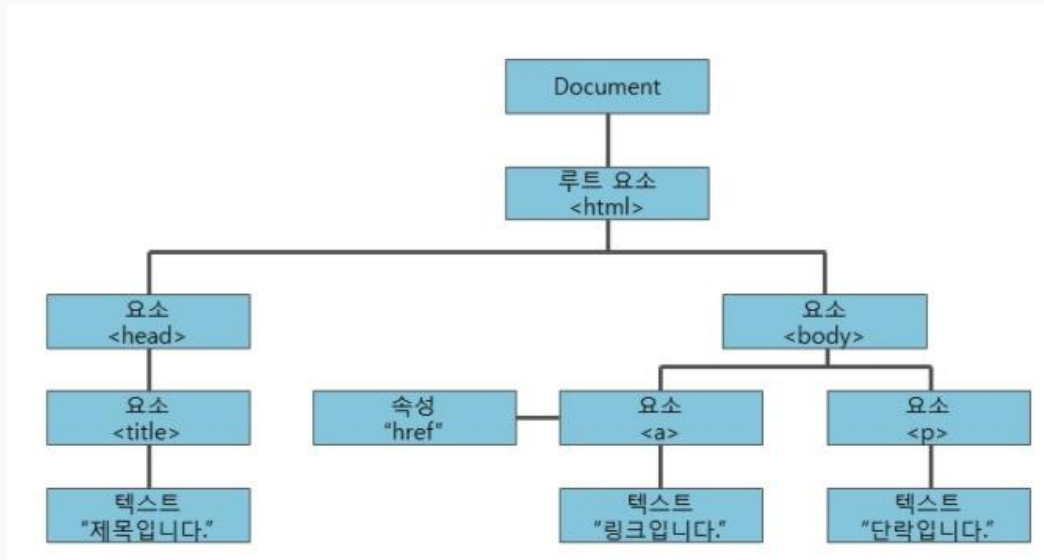 Document
루트 요소
<html>
요소
<head>
요소
<body>
요소
<title>
속성
“href”
요소
<a>
요소
<p>
텍스트
“제목입니다.”
텍스트
“링크입니다.”
텍스트
“단락입니다.”